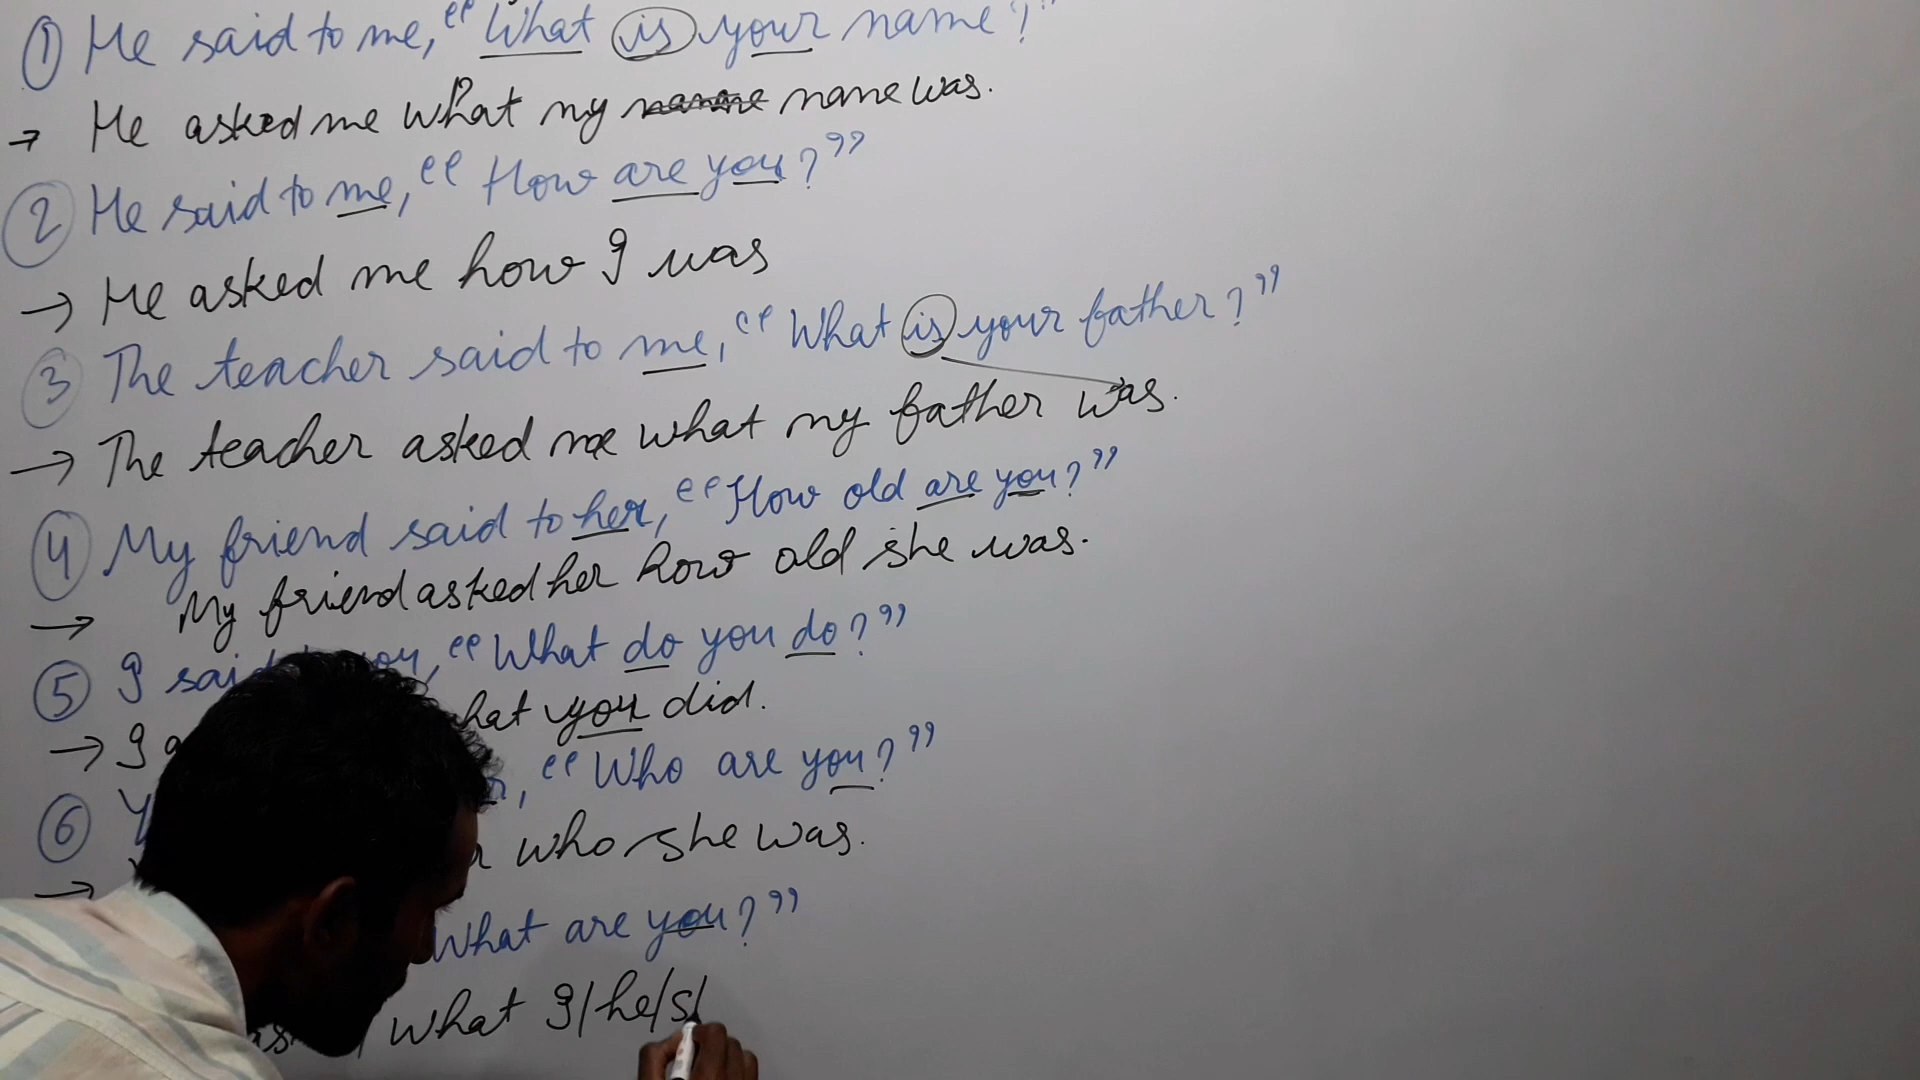 ① He said to me, "What is your name?"
→ He asked me what my name name was.
② He said to me, "How are you?"
→ He asked me how I was
③ The teacher said to me, "What is your father?"
→ The teacher asked me what my father was.
④ My friend said to her, "How old are you?"
→ My friend asked her how old she was.
⑤ I said you, "What do you do?"
→ I what you did.
⑥ "Who are you?"
→ who she was.
What are you?"
what I/he/s